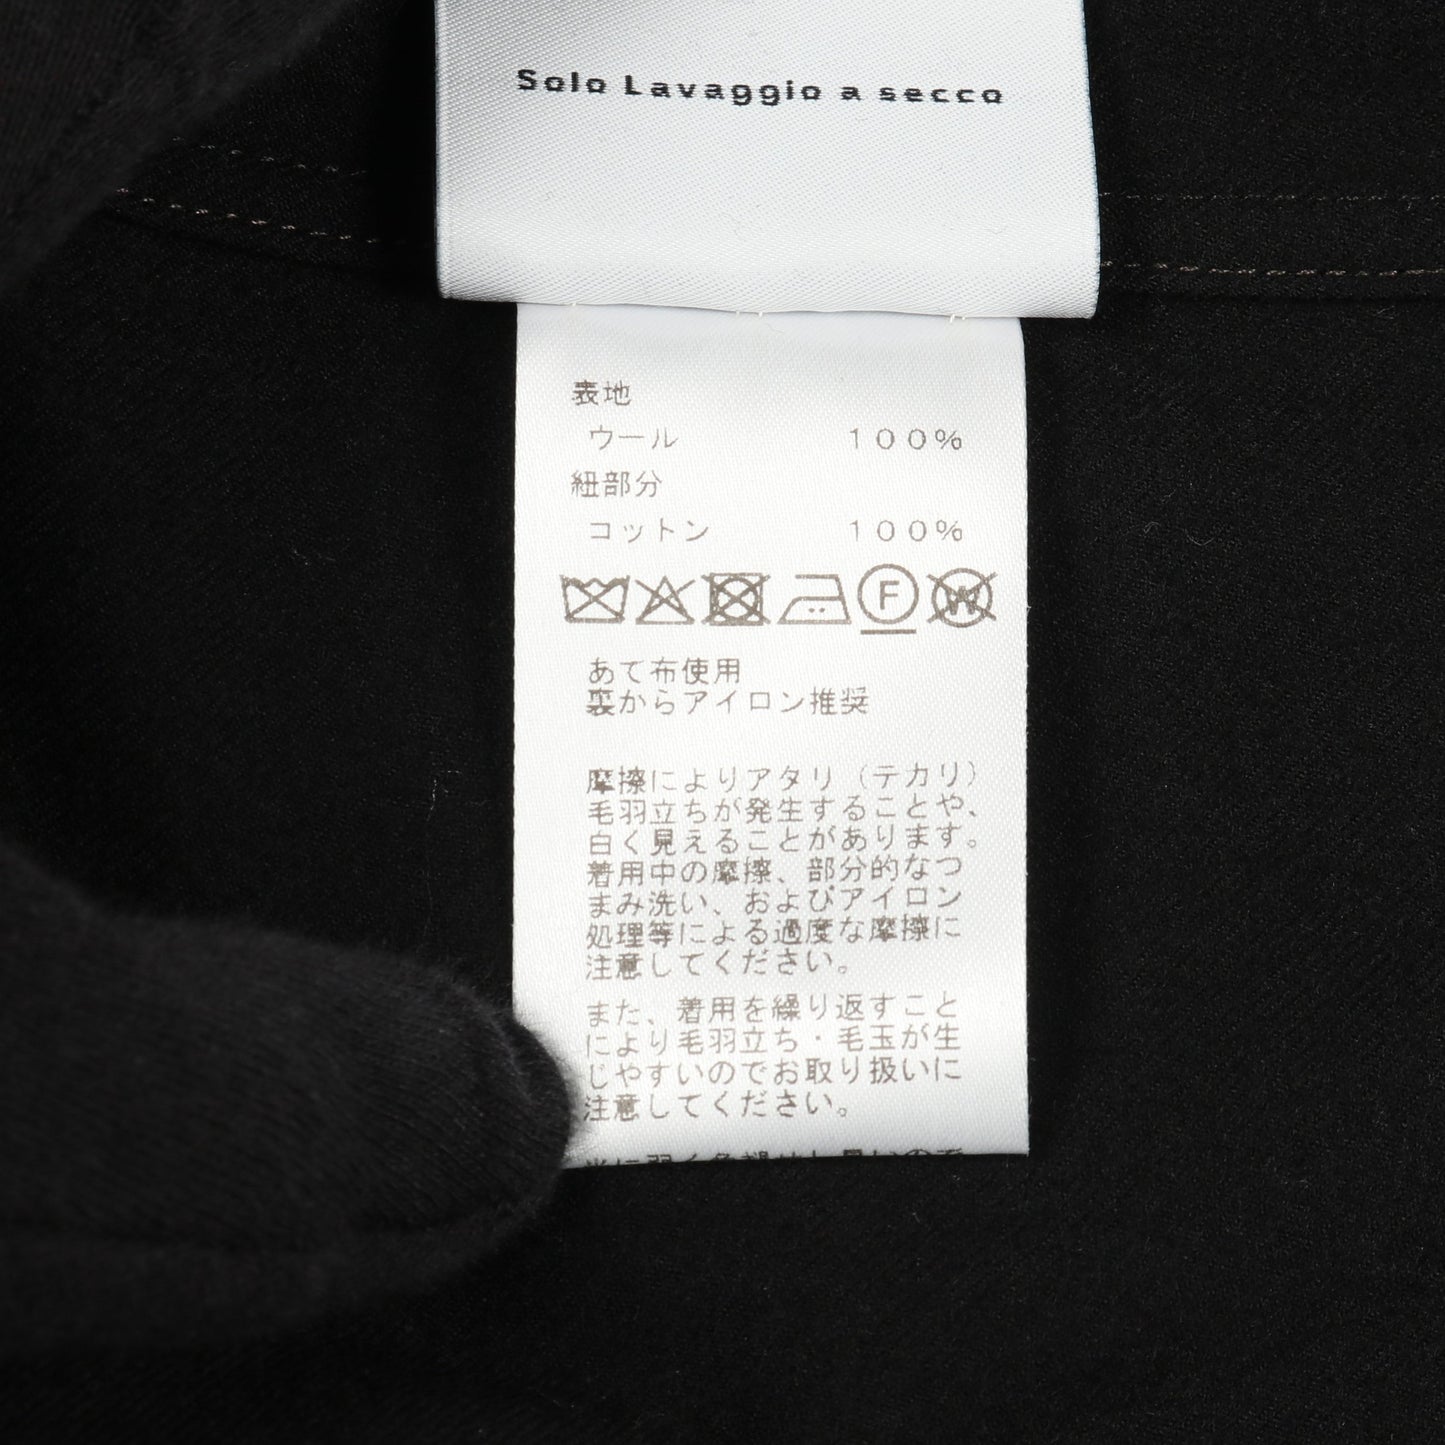 Solo Lavaggio a secco
表地
ウール 100%
紐部分
コットン 100%
F W
あて布使用
裏からアイロン推奨
摩擦によりアタリ（テカリ）
毛羽立ちが発生することや、
白く見えることがあります。
着用中の摩擦、部分的なつ
まみ洗い、およびアイロン
処理等による過度な摩擦に
注意してください。
また、着用を繰り返すこと
により毛羽立ち・毛玉が生
じやすいのでお取り扱いに
注意してください。